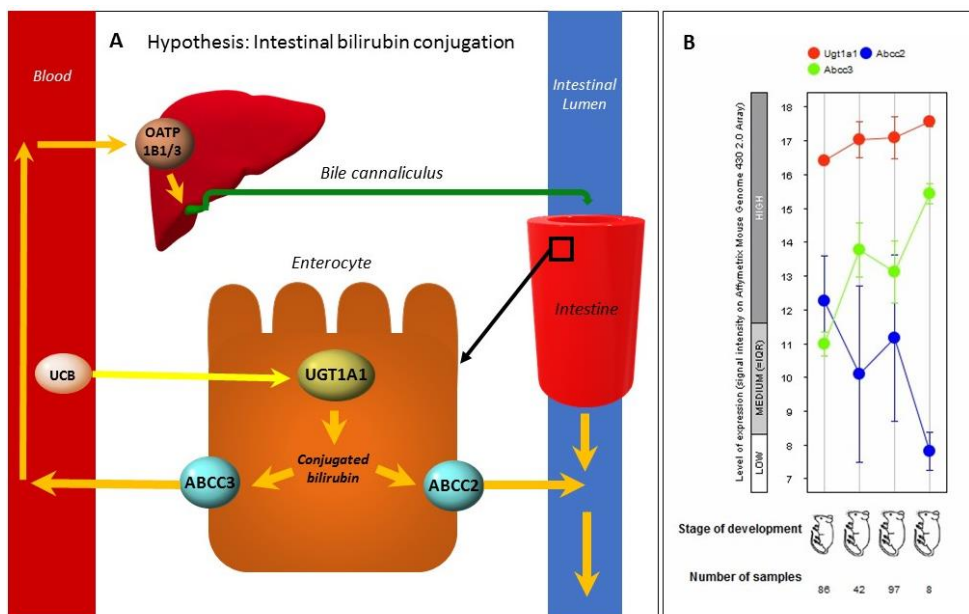 A Hypothesis: Intestinal bilirubin conjugation
Blood
Intestinal
Lumen
OATP
1B1/3
Bile cannaliculus
Enterocyte
Intestine
UCB
UGT1A1
Conjugated
bilirubin
ABCC3
ABCC2
B
Ugt1a1 Abcc2
Abcc3
Level of expression (signal intensity on Affymetrix Mouse Genome 430 2.0 Array)
HIGH
MEDIUM (=IQR)
LOW
18
17
16
15
14
13
12
11
10
9
8
7
Stage of development
Number of samples
86 42 97 8